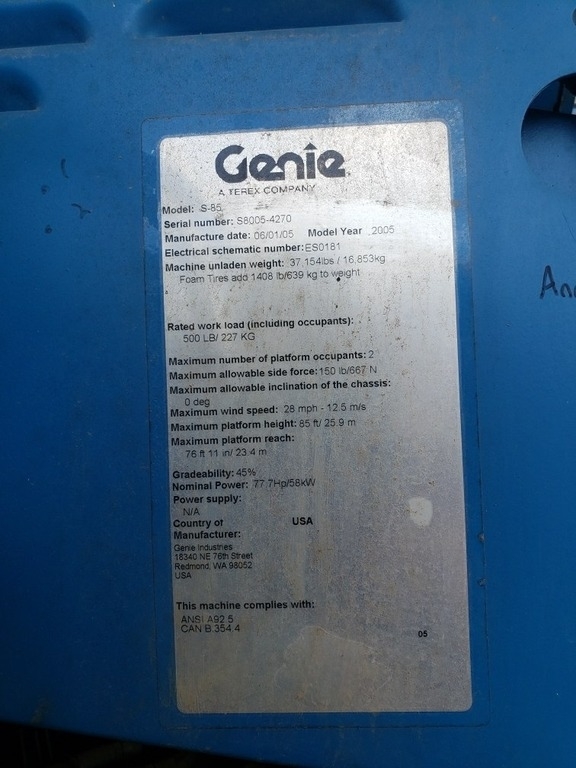 Genie
A TEREX COMPANY
Model: S-85
Serial number: S8005-4270
Manufacture date: 06/01/05 Model Year 2005
Electrical schematic number: ES0181
Machine unladen weight: 37,154lbs / 16,853kg
Foam Tires add 1408 lb/639 kg to weight
Rated work load (including occupants):
500 LB/ 227 KG
Maximum number of platform occupants: 2
Maximum allowable side force: 150 lb/667 N
Maximum allowable inclination of the chassis:
0 deg
Maximum wind speed: 28 mph - 12.5 m/s
Maximum platform height: 85 ft/ 25.9 m
Maximum platform reach:
76 ft 11 in/ 23.4 m
Gradeability: 45%
Nominal Power: 77.7Hp/58kW
Power supply:
N/A
Country of USA
Manufacturer:
Genie Industries
18340 NE 76th Street
Redmond, WA 98052
USA
This machine complies with:
ANSI A92.5
CAN B.354.4
05